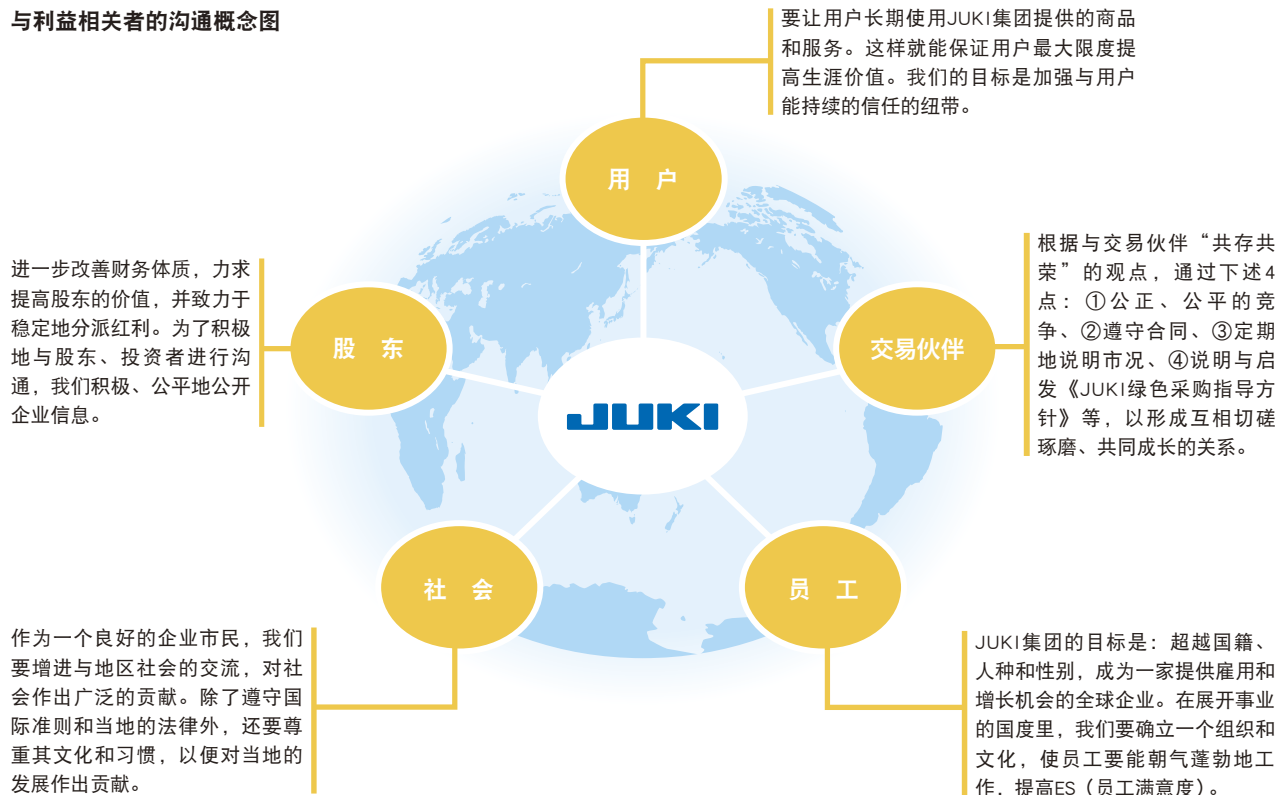 与利益相关者的沟通概念图
要让用户长期使用JUKI集团提供的商品
和服务。这样就能保证用户最大限度提
高生涯价值。我们的目标是加强与用户
能持续的信任的纽带。
用 户
根据与交易伙伴“共存共
荣”的观点，通过下述4
点：①公正、公平的竞
争、②遵守合同、③定期
地说明市况、④说明与启
发《JUKI绿色采购指导方
针》等，以形成互相切磋
琢磨、共同成长的关系。
交易伙伴
进一步改善财务体质，力求
提高股东的价值，并致力于
稳定地分派红利。为了积极
地与股东、投资者进行沟
通，我们积极、公平地公开
企业信息。
股 东
JUKI
社 会
员 工
作为一个良好的企业市民，我们
要增进与地区社会的交流，对社
会作出广泛的贡献。除了遵守国
际准则和当地的法律外，还要尊
重其文化和习惯，以便对当地的
发展作出贡献。
JUKI集团的目标是：超越国籍、
人种和性别，成为一家提供雇用和
增长机会的全球企业。在展开事业
的国度里，我们要确立一个组织和
文化，使员工要能朝气蓬勃地工
作，提高ES（员工满意度）。